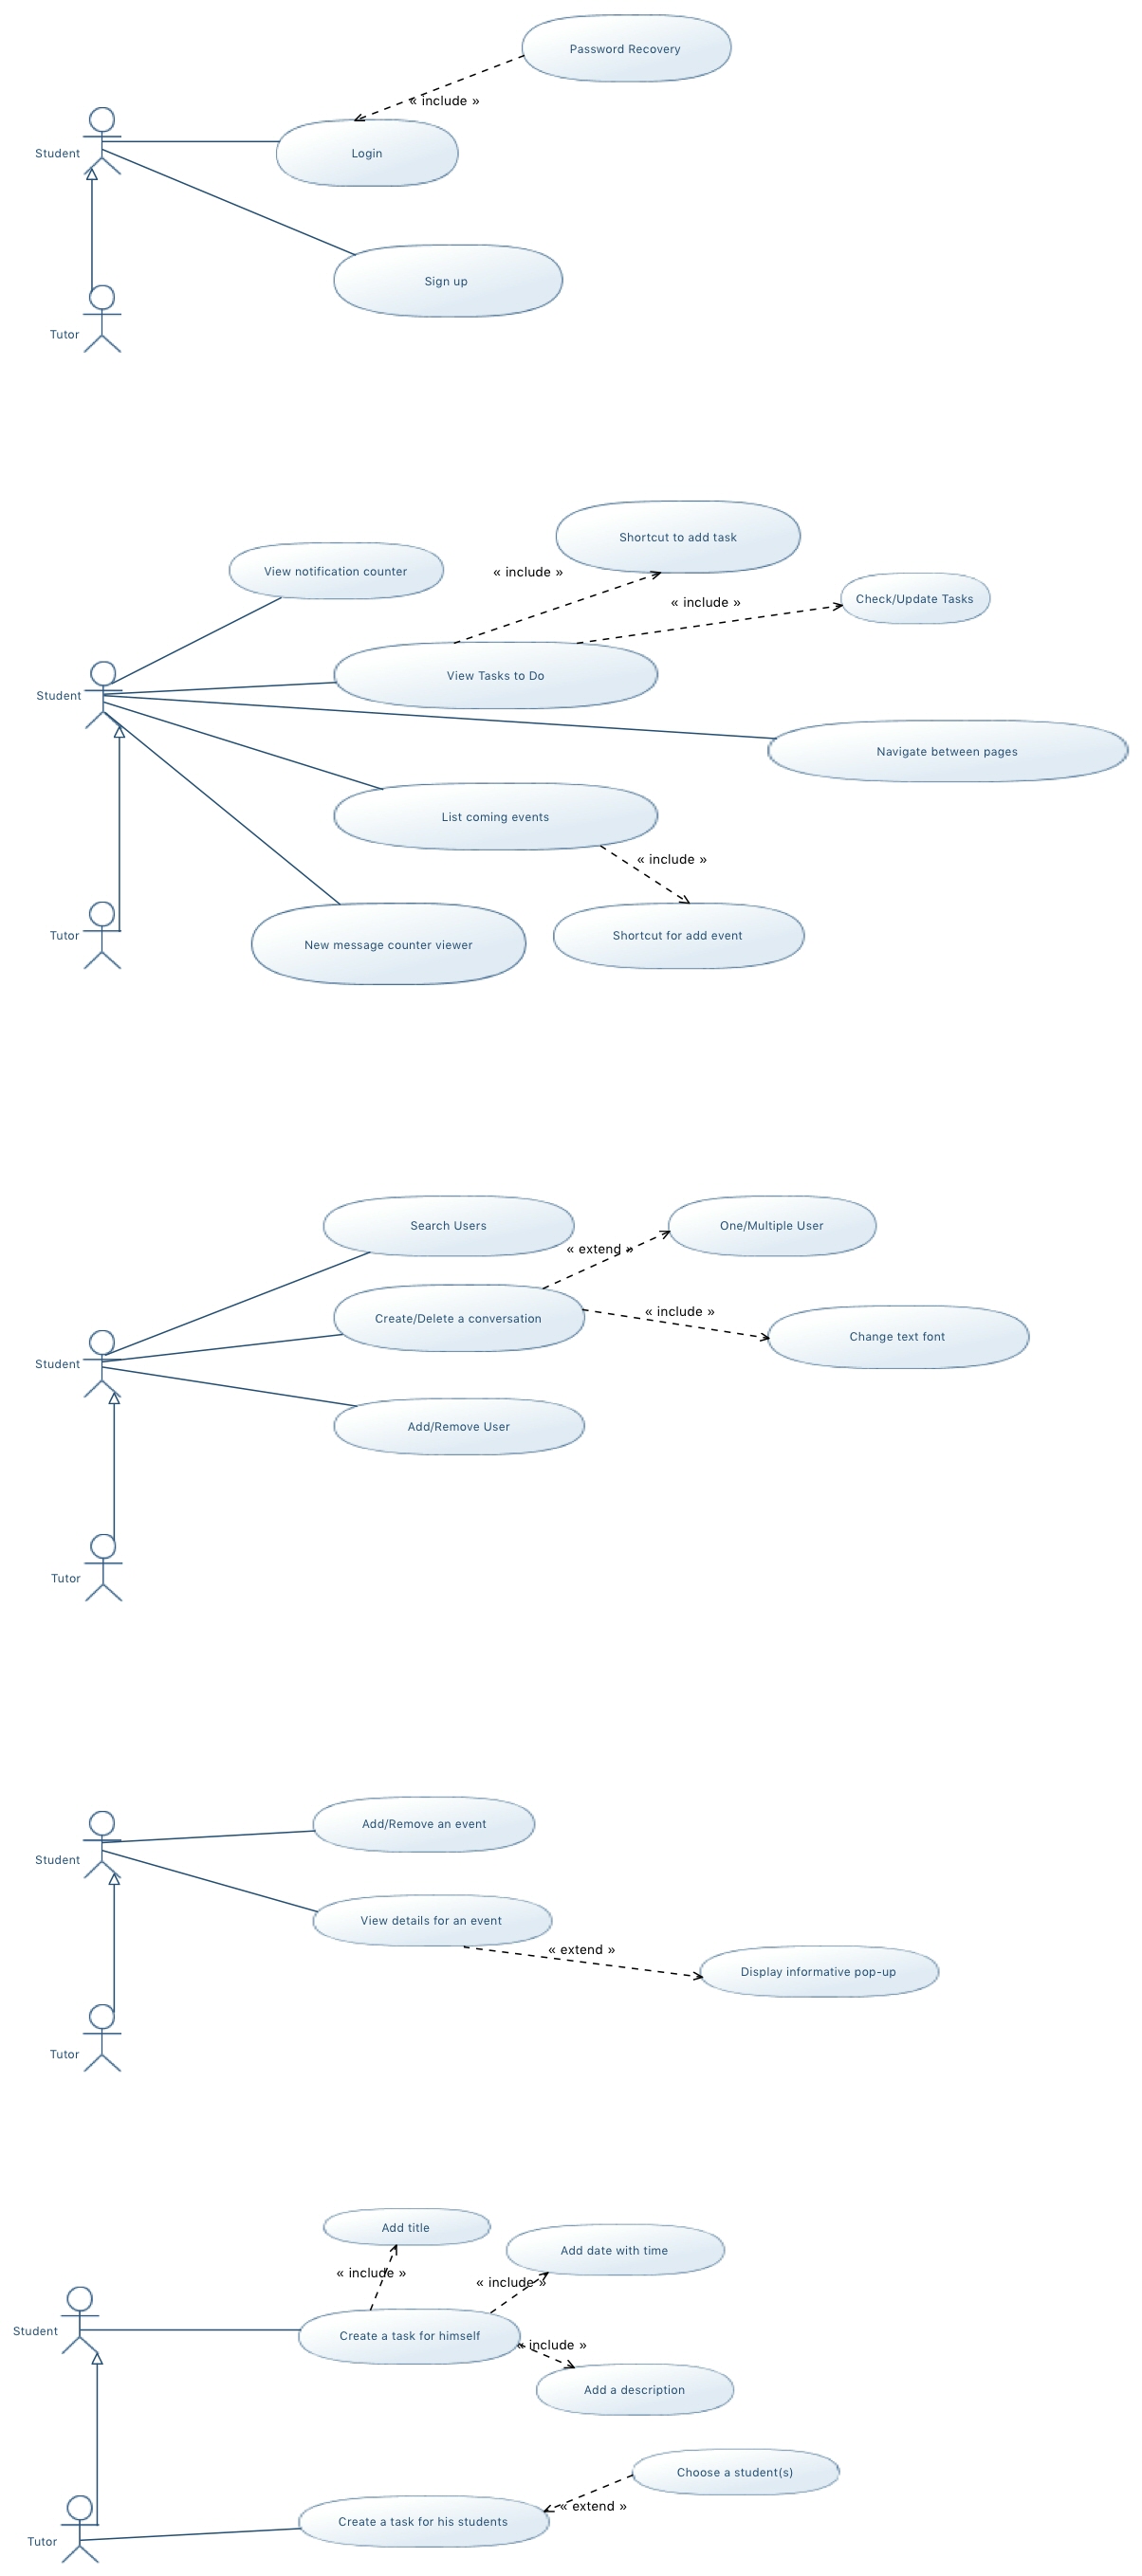 Password Recovery
« include »
Student
Login
Sign up
Tutor
Shortcut to add task
View notification counter
« include »
Check/Update Tasks
« include »
View Tasks to Do
Student
Navigate between pages
List coming events
« include »
Tutor
New message counter viewer
Shortcut for add event
Search Users
One/Multiple User
« extend »
Create/Delete a conversation
« include »
Change text font
Student
Add/Remove User
Tutor
Add/Remove an event
Student
View details for an event
« extend »
Display informative pop-up
Tutor
Add title
Add date with time
« include »
« include »
Student
Create a task for himself
« include »
Add a description
Choose a student(s)
« extend »
Create a task for his students
Tutor